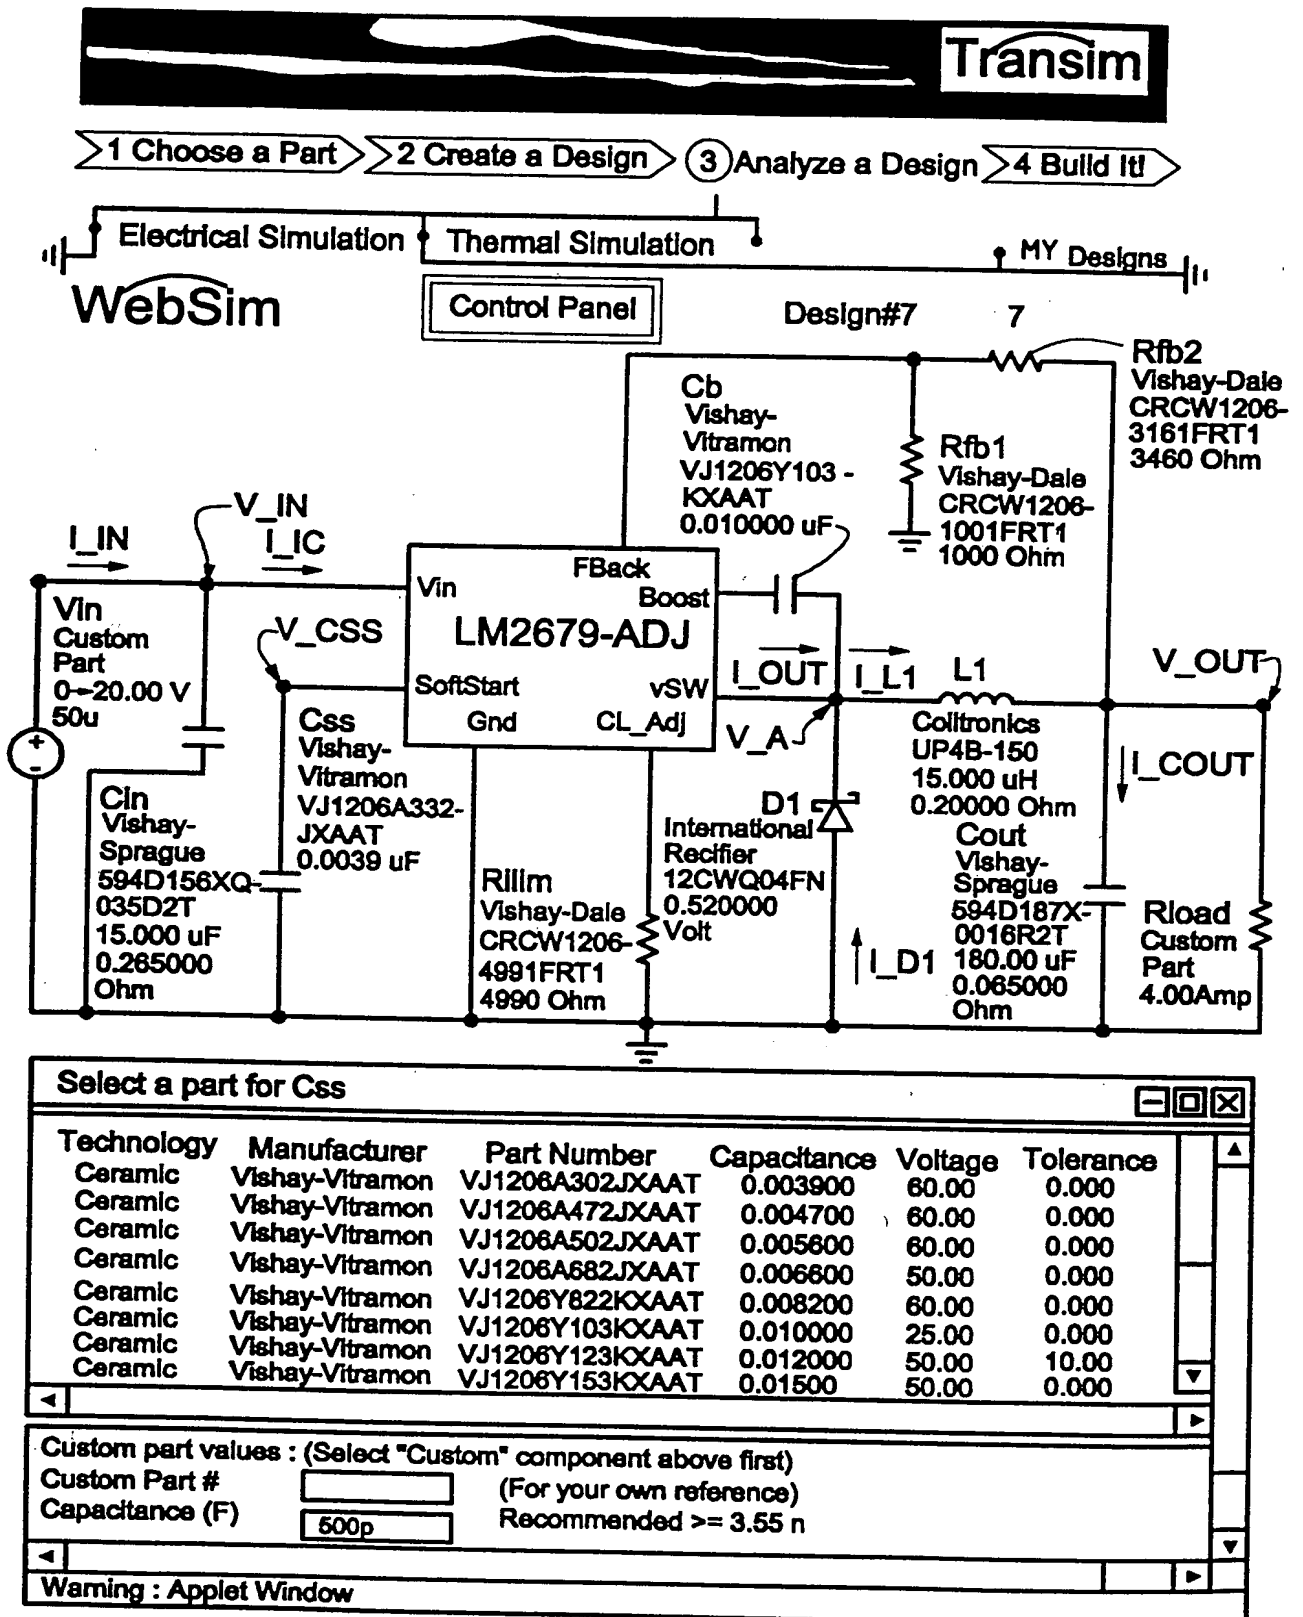 Transim
1 Choose a Part
2 Create a Design
3 Analyze a Design
4 Build It!
Electrical Simulation
Thermal Simulation
MY Designs
WebSim
Control Panel
Design#7
7
Rfb2
Vishay-Dale
CRCW1206-
3161FRT1
3460 Ohm
Cb
Vishay-
Vitramon
VJ1206Y103 -
KXAAT
0.010000 uF
Rfb1
Vishay-Dale
CRCW1206-
1001FRT1
1000 Ohm
V_IN
I_IN
I_IC
Vin
FBack
Boost
LM2679-ADJ
SoftStart
vSW
Gnd
CL_Adj
Vin
Custom
Part
0-20.00 V
50u
+
-
V_CSS
I_OUT
I_L1
L1
V_OUT
V_A
Css
Vishay-
Vitramon
VJ1206A332-
JXAAT
0.0039 uF
Coiltronics
UP4B-150
15.000 uH
0.20000 Ohm
I_COUT
Cin
Vishay-
Sprague
594D156XQ-
035D2T
15.000 uF
0.265000
Ohm
D1
International
Recifier
12CWQ04FN
0.520000
Volt
Rilim
Vishay-Dale
CRCW1206-
4991FRT1
4990 Ohm
I_D1
Cout
Vishay-
Sprague
594D187X-
0016R2T
180.00 uF
0.065000
Ohm
Rload
Custom
Part
4.00Amp
Select a part for Css
Technology Manufacturer Part Number Capacitance Voltage Tolerance
Ceramic Vishay-Vitramon VJ1206A302JXAAT 0.003900 60.00 0.000
Ceramic Vishay-Vitramon VJ1206A472JXAAT 0.004700 60.00 0.000
Ceramic Vishay-Vitramon VJ1206A502JXAAT 0.005600 60.00 0.000
Ceramic Vishay-Vitramon VJ1206A682JXAAT 0.006600 50.00 0.000
Ceramic Vishay-Vitramon VJ1206Y822KXAAT 0.008200 60.00 0.000
Ceramic Vishay-Vitramon VJ1206Y103KXAAT 0.010000 25.00 0.000
Ceramic Vishay-Vitramon VJ1206Y123KXAAT 0.012000 50.00 10.00
Ceramic Vishay-Vitramon VJ1206Y153KXAAT 0.01500 50.00 0.000
Custom part values : (Select "Custom" component above first)
Custom Part # (For your own reference)
Capacitance (F) 500p Recommended >= 3.55 n
Warning : Applet Window